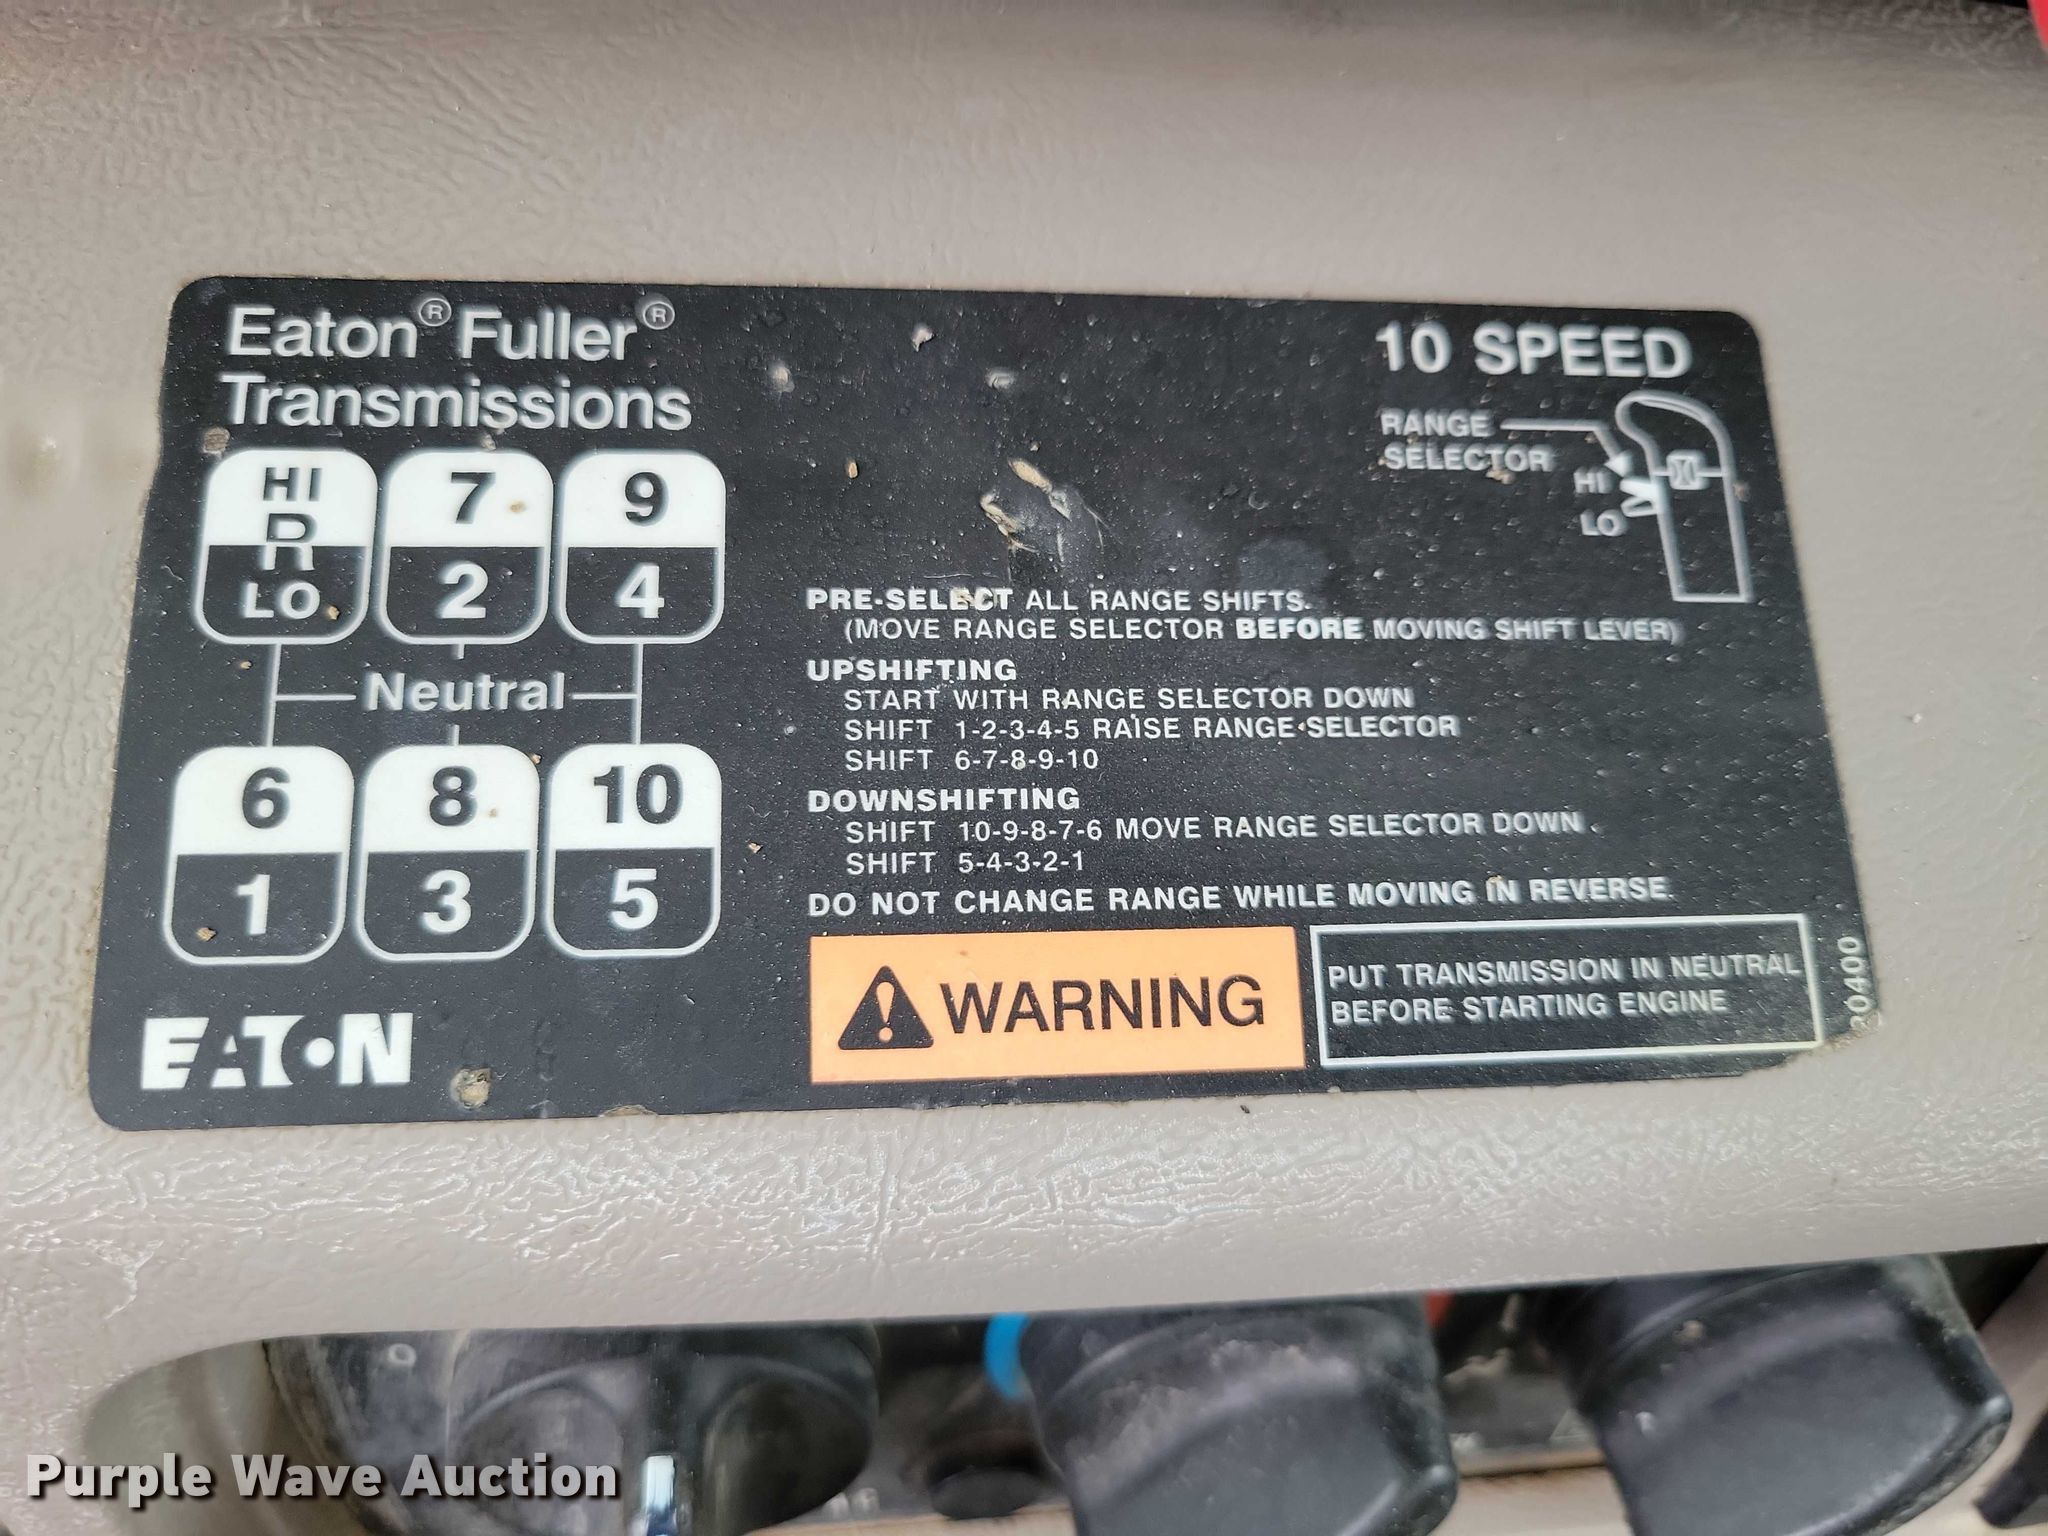 Eaton® Fuller®
Transmissions
HI
R
LO
7
2
9
4
Neutral
6
1
8
3
10
5
EATON
10 SPEED
RANGE
SELECTOR
HI
LO
PRE-SELECT ALL RANGE SHIFTS.
(MOVE RANGE SELECTOR BEFORE MOVING SHIFT LEVER)
UPSHIFTING
START WITH RANGE SELECTOR DOWN
SHIFT 1-2-3-4-5 RAISE RANGE SELECTOR
SHIFT 6-7-8-9-10
DOWNSHIFTING
SHIFT 10-9-8-7-6 MOVE RANGE SELECTOR DOWN
SHIFT 5-4-3-2-1
DO NOT CHANGE RANGE WHILE MOVING IN REVERSE.
WARNING
PUT TRANSMISSION IN NEUTRAL
BEFORE STARTING ENGINE
Purple Wave Auction